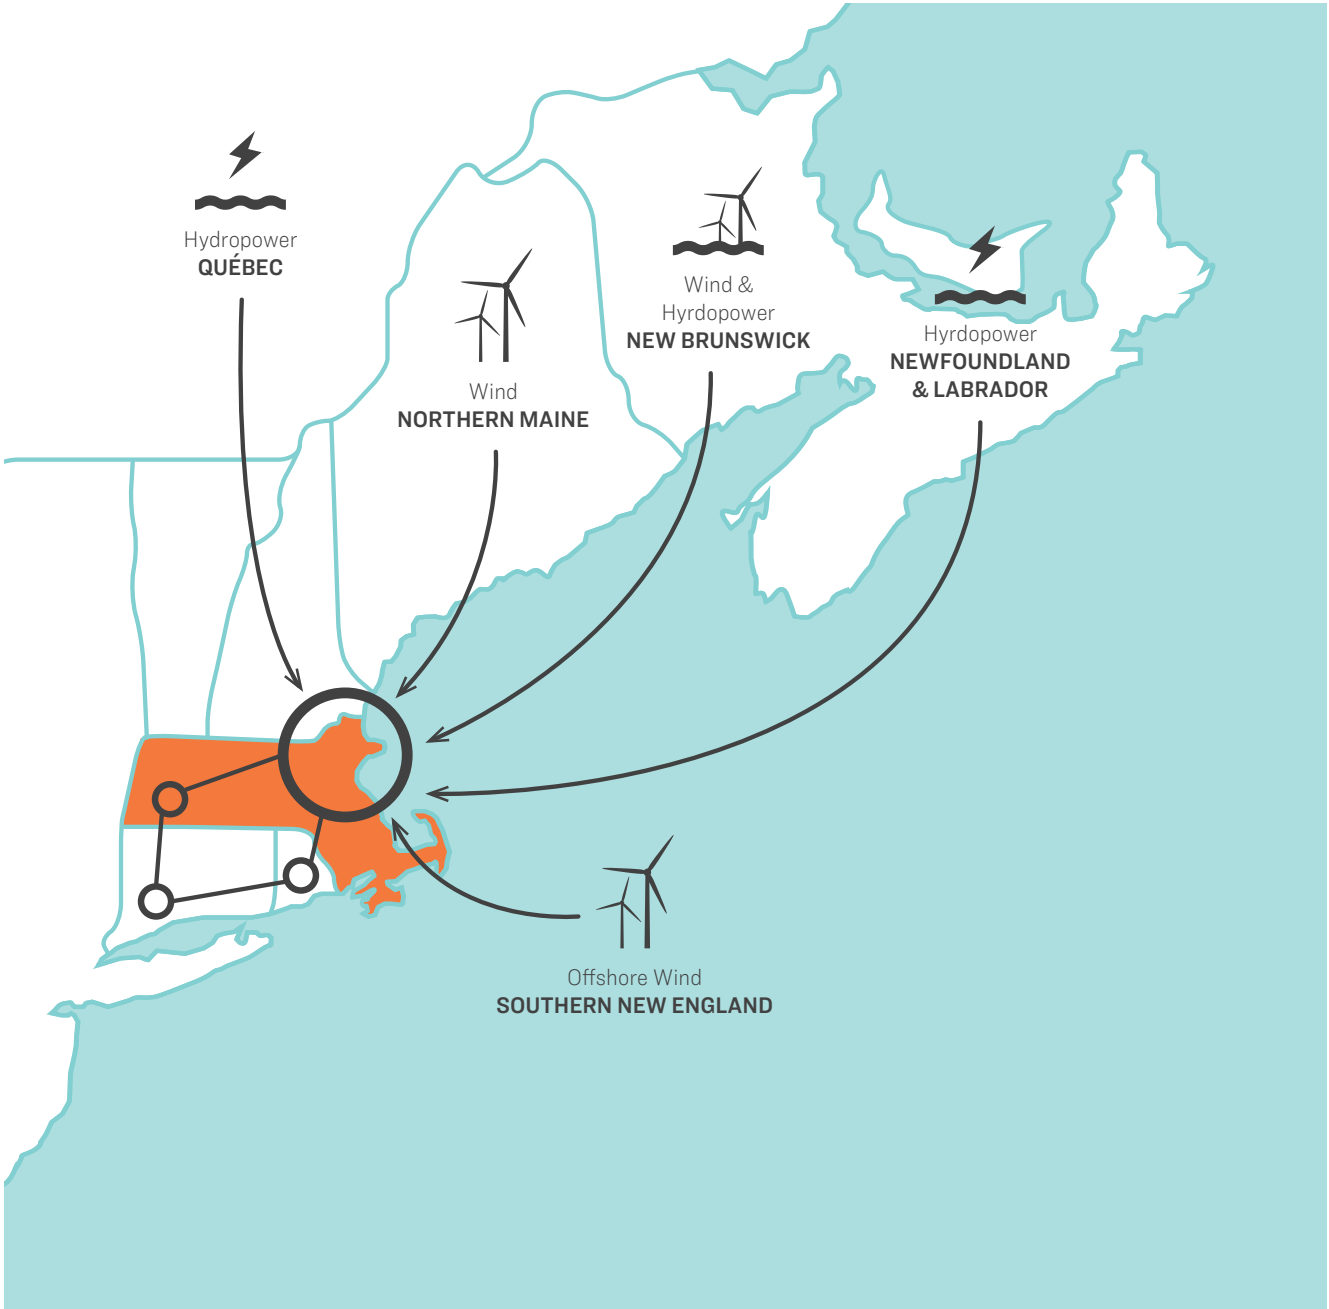 Hydropower
QUÉBEC
Wind
NORTHERN MAINE
Wind &
Hyrdopower
NEW BRUNSWICK
Hyrdopower
NEWFOUNDLAND
& LABRADOR
Offshore Wind
SOUTHERN NEW ENGLAND